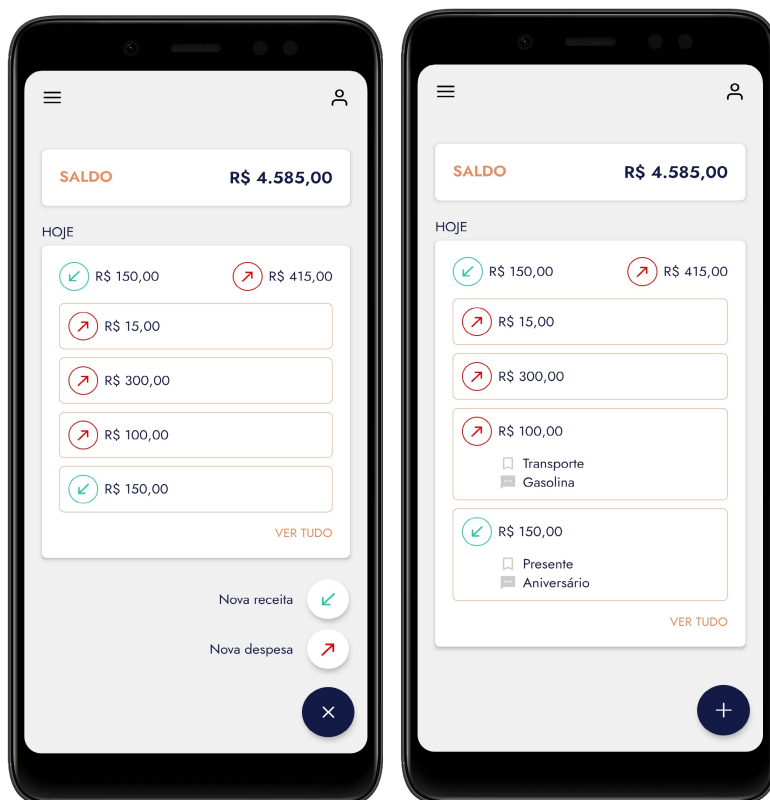 SALDO R$ 4.585,00
HOJE
R$ 150,00 R$ 415,00
R$ 15,00
R$ 300,00
R$ 100,00
R$ 150,00
VER TUDO
Nova receita
Nova despesa
SALDO R$ 4.585,00
HOJE
R$ 150,00 R$ 415,00
R$ 15,00
R$ 300,00
R$ 100,00
Transporte
Gasolina
R$ 150,00
Presente
Aniversário
VER TUDO